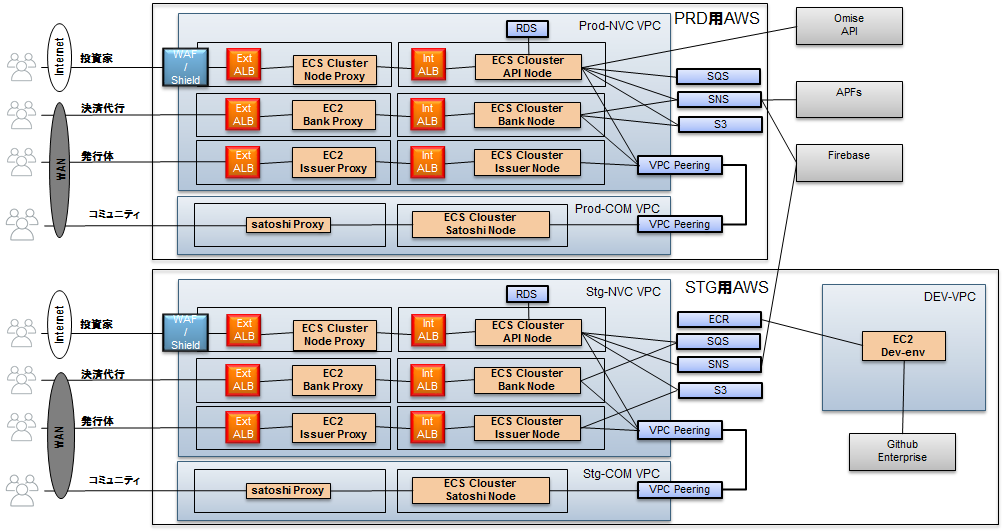 PRD用AWS
Prod-NVC VPC
RDS
Omise
API
Internet
投資家
WAF
/
Shield
Ext
ALB
ECS Cluster
Node Proxy
Int
ALB
ECS Clouster
API Node
SQS
決済代行
Ext
ALB
EC2
Bank Proxy
Int
ALB
ECS Clouster
Bank Node
SNS
APFs
S3
WAN
発行体
Ext
ALB
EC2
Issuer Proxy
Int
ALB
ECS Clouster
Issuer Node
VPC Peering
Firebase
Prod-COM VPC
コミュニティ
satoshi Proxy
ECS Clouster
Satoshi Node
VPC Peering
STG用AWS
Stg-NVC VPC
RDS
DEV-VPC
Internet
投資家
WAF
/
Shield
Ext
ALB
ECS Cluster
Node Proxy
Int
ALB
ECS Clouster
API Node
ECR
SQS
EC2
Dev-env
決済代行
Ext
ALB
EC2
Bank Proxy
Int
ALB
ECS Clouster
Bank Node
SNS
S3
WAN
発行体
Ext
ALB
EC2
Issuer Proxy
Int
ALB
ECS Clouster
Issuer Node
VPC Peering
Github
Enterprise
Stg-COM VPC
コミュニティ
satoshi Proxy
ECS Clouster
Satoshi Node
VPC Peering